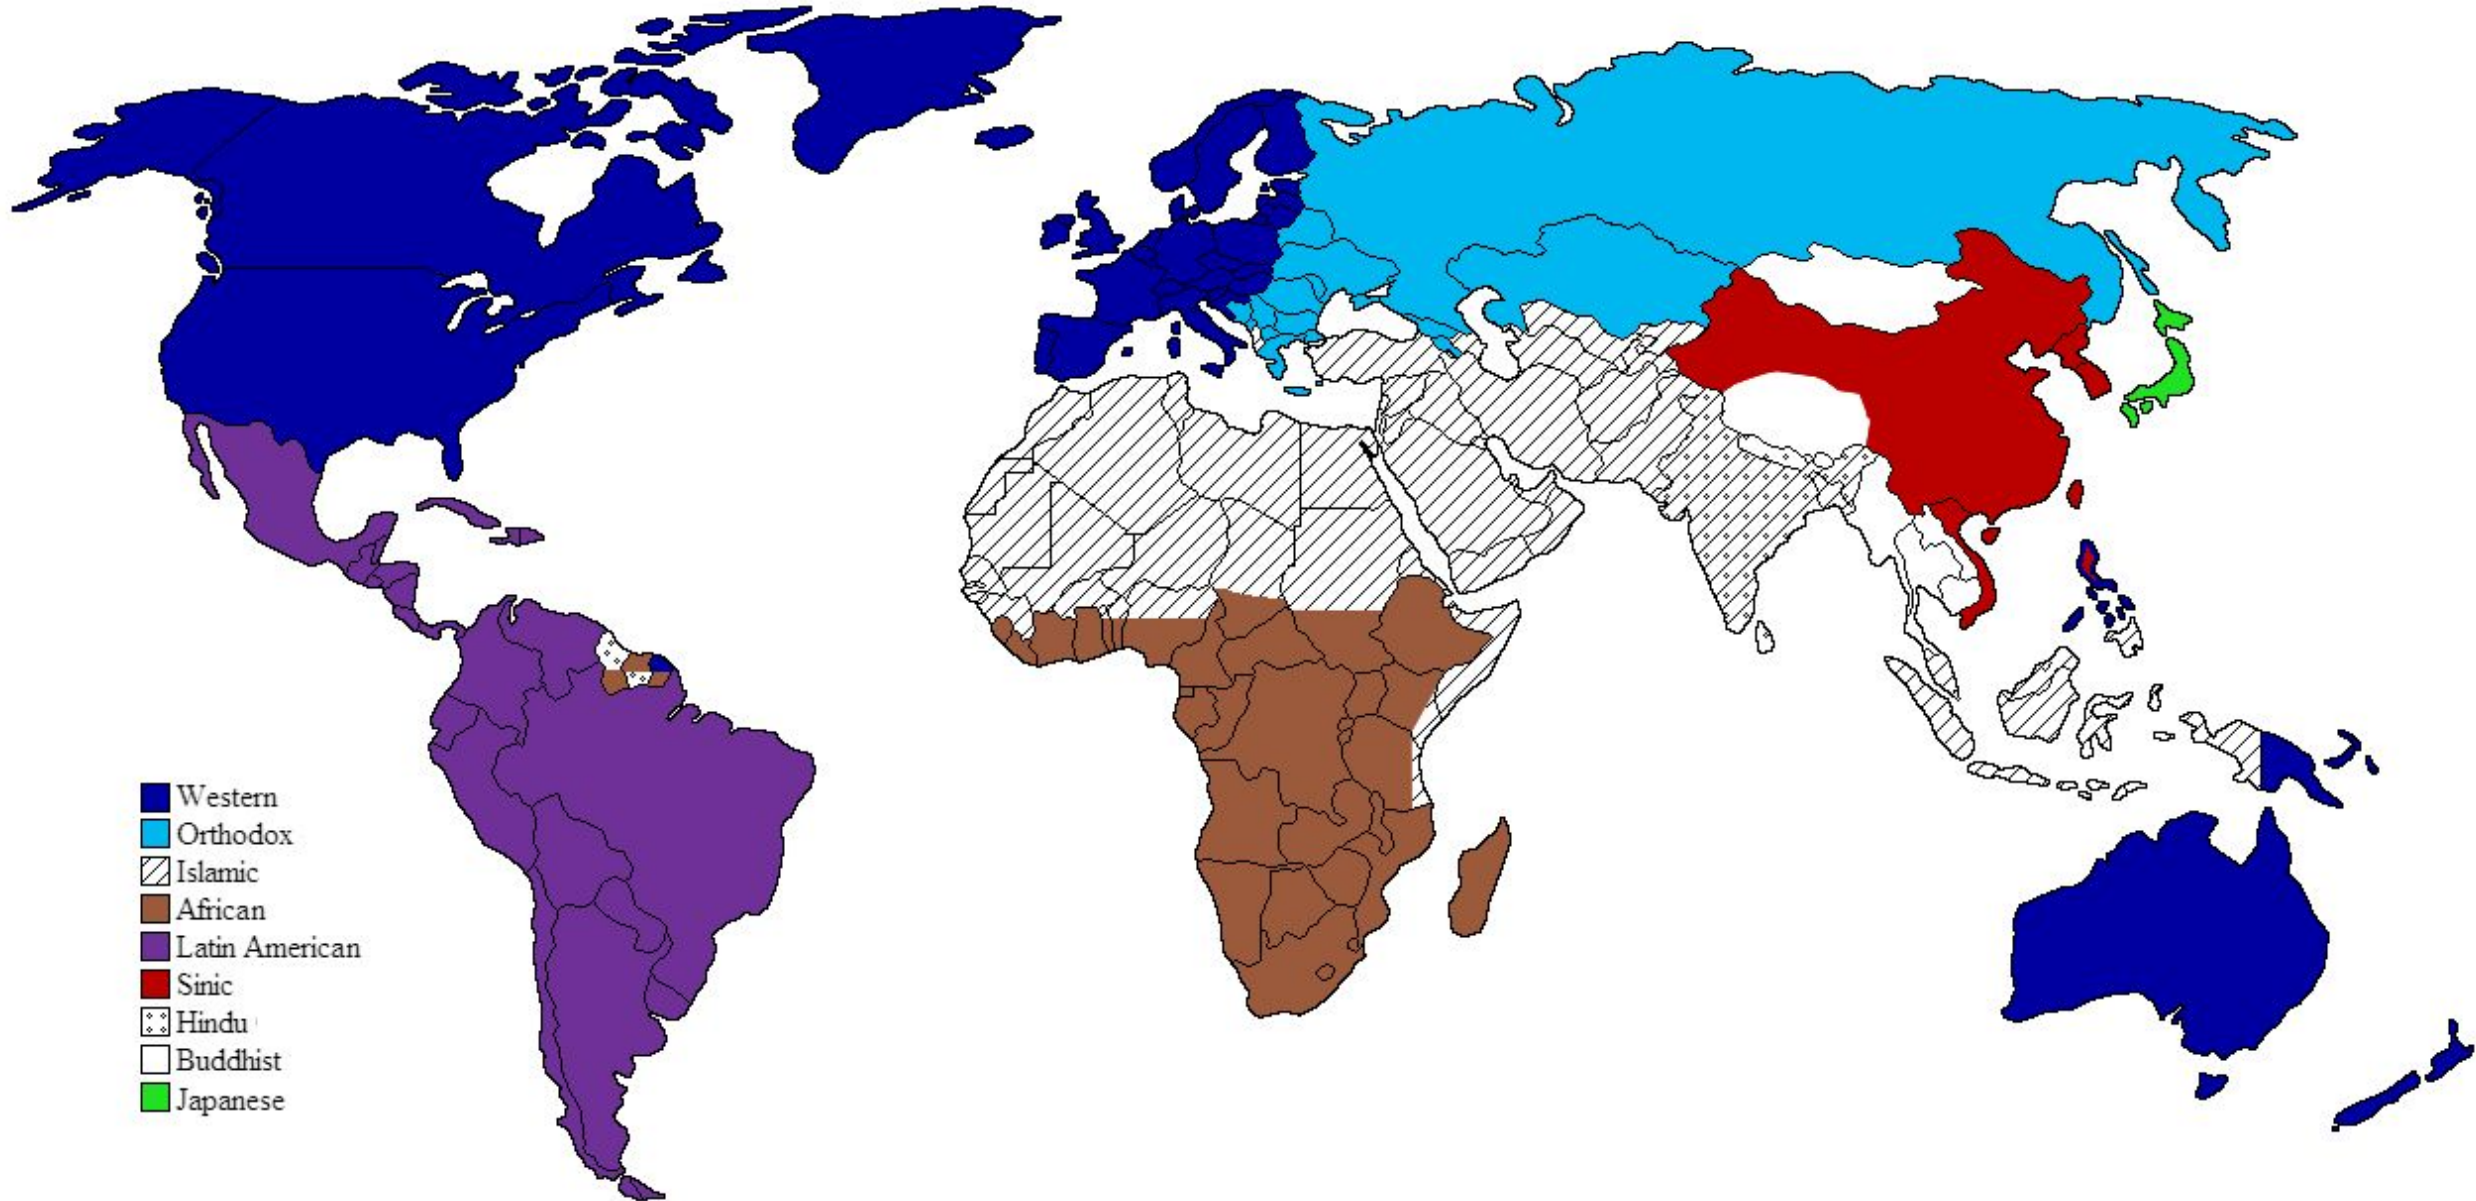 Western
Orthodox
Islamic
African
Latin American
Sinic
Hindu
Buddhist
Japanese